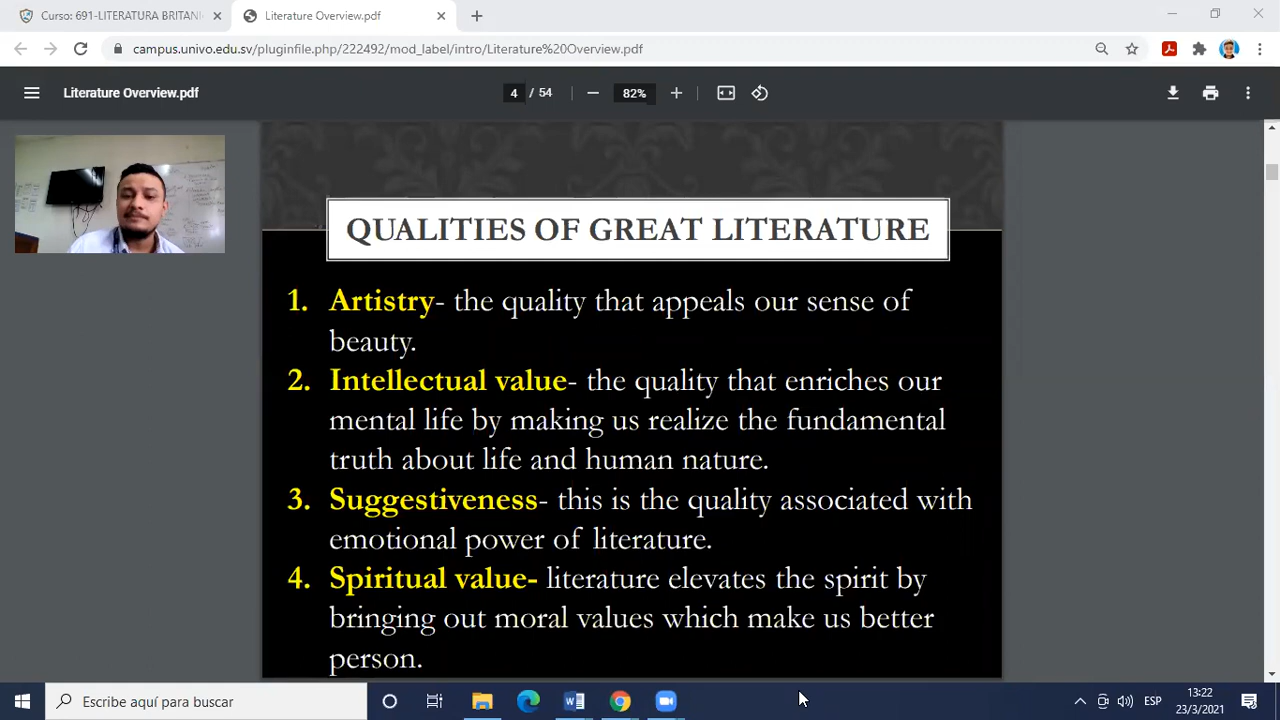 Curso: 691-LITERATURA BRITANI
Literature Overview.pdf
campus.univo.edu.sv/pluginfile.php/222492/mod_label/intro/Literature%20Overview.pdf
Literature Overview.pdf
4 / 54
82%
QUALITIES OF GREAT LITERATURE
1. Artistry- the quality that appeals our sense of
beauty.
2. Intellectual value- the quality that enriches our
mental life by making us realize the fundamental
truth about life and human nature.
3. Suggestiveness- this is the quality associated with
emotional power of literature.
4. Spiritual value- literature elevates the spirit by
bringing out moral values which make us better
person.
Escribe aquí para buscar
ESP
13:22
23/3/2021